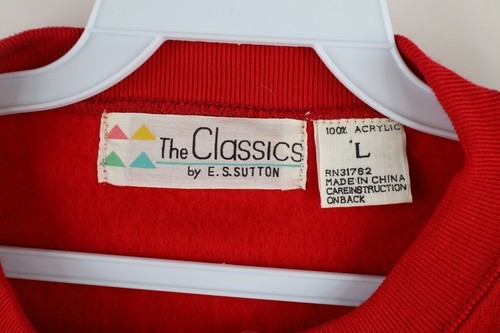 The Classics
by E.S.SUTTON
100% ACRYLIC
L
RN31762
MADE IN CHINA
CAREINSTRUCTION
ONBACK